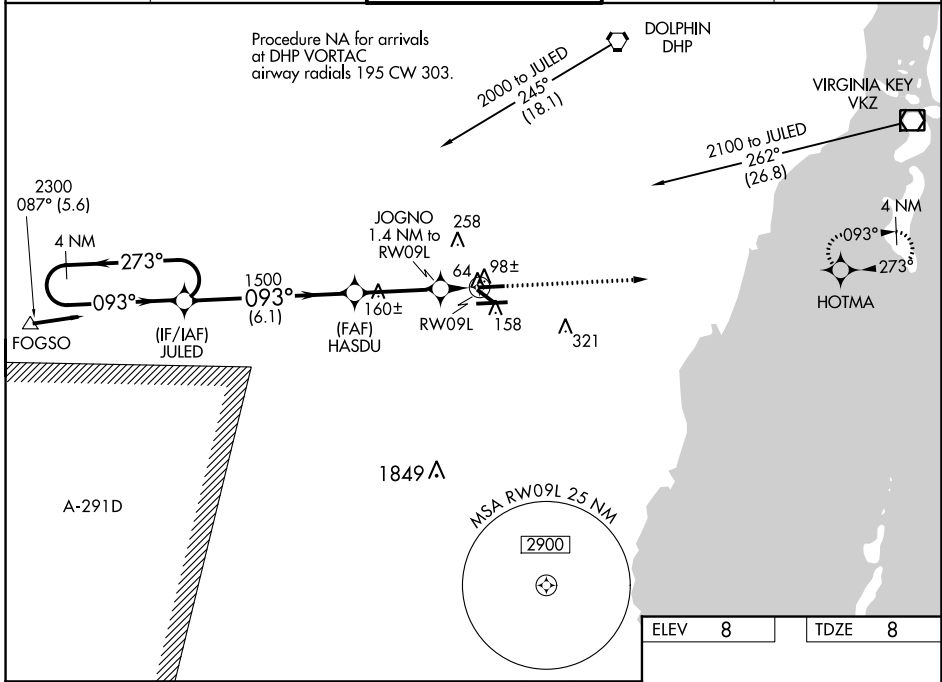 Procedure NA for arrivals
at DHP VORTAC
airway radials 195 CW 303.
DOLPHIN
DHP
2000 to JULED
245°
(18.1)
VIRGINIA KEY
VKZ
2100 to JULED
262°
(26.8)
2300
087° (5.6)
4 NM
273°
093°
FOGSO
(IF/IAF)
JULED
1500
093°
(6.1)
(FAF)
HASDU
160±
JOGNO
1.4 NM to
RW09L
258
64
98±
RW09L
158
321
4 NM
093°
273°
HOTMA
1849
A-291D
MSA RW09L 25 NM
2900
ELEV 8
TDZE 8